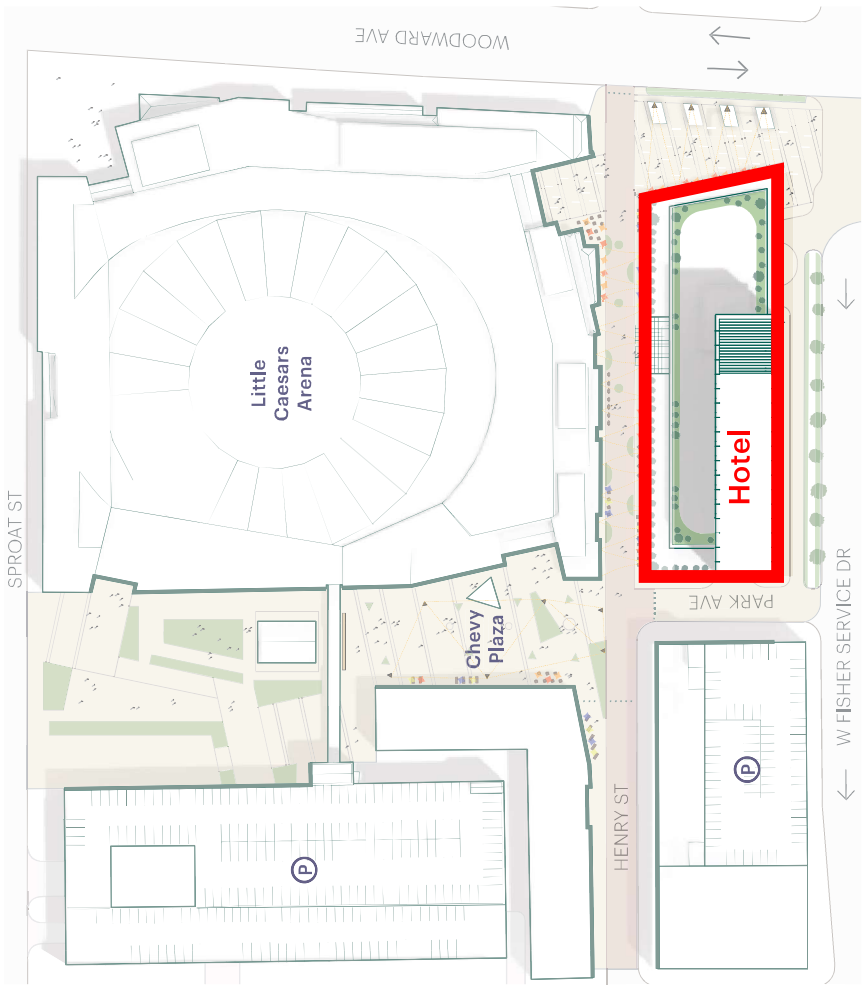 WOODWARD AVE
Little
Caesars
Arena
Hotel
SPROAT ST
PARK AVE
Chevy
Plaza
W FISHER SERVICE DR
P
HENRY ST
P